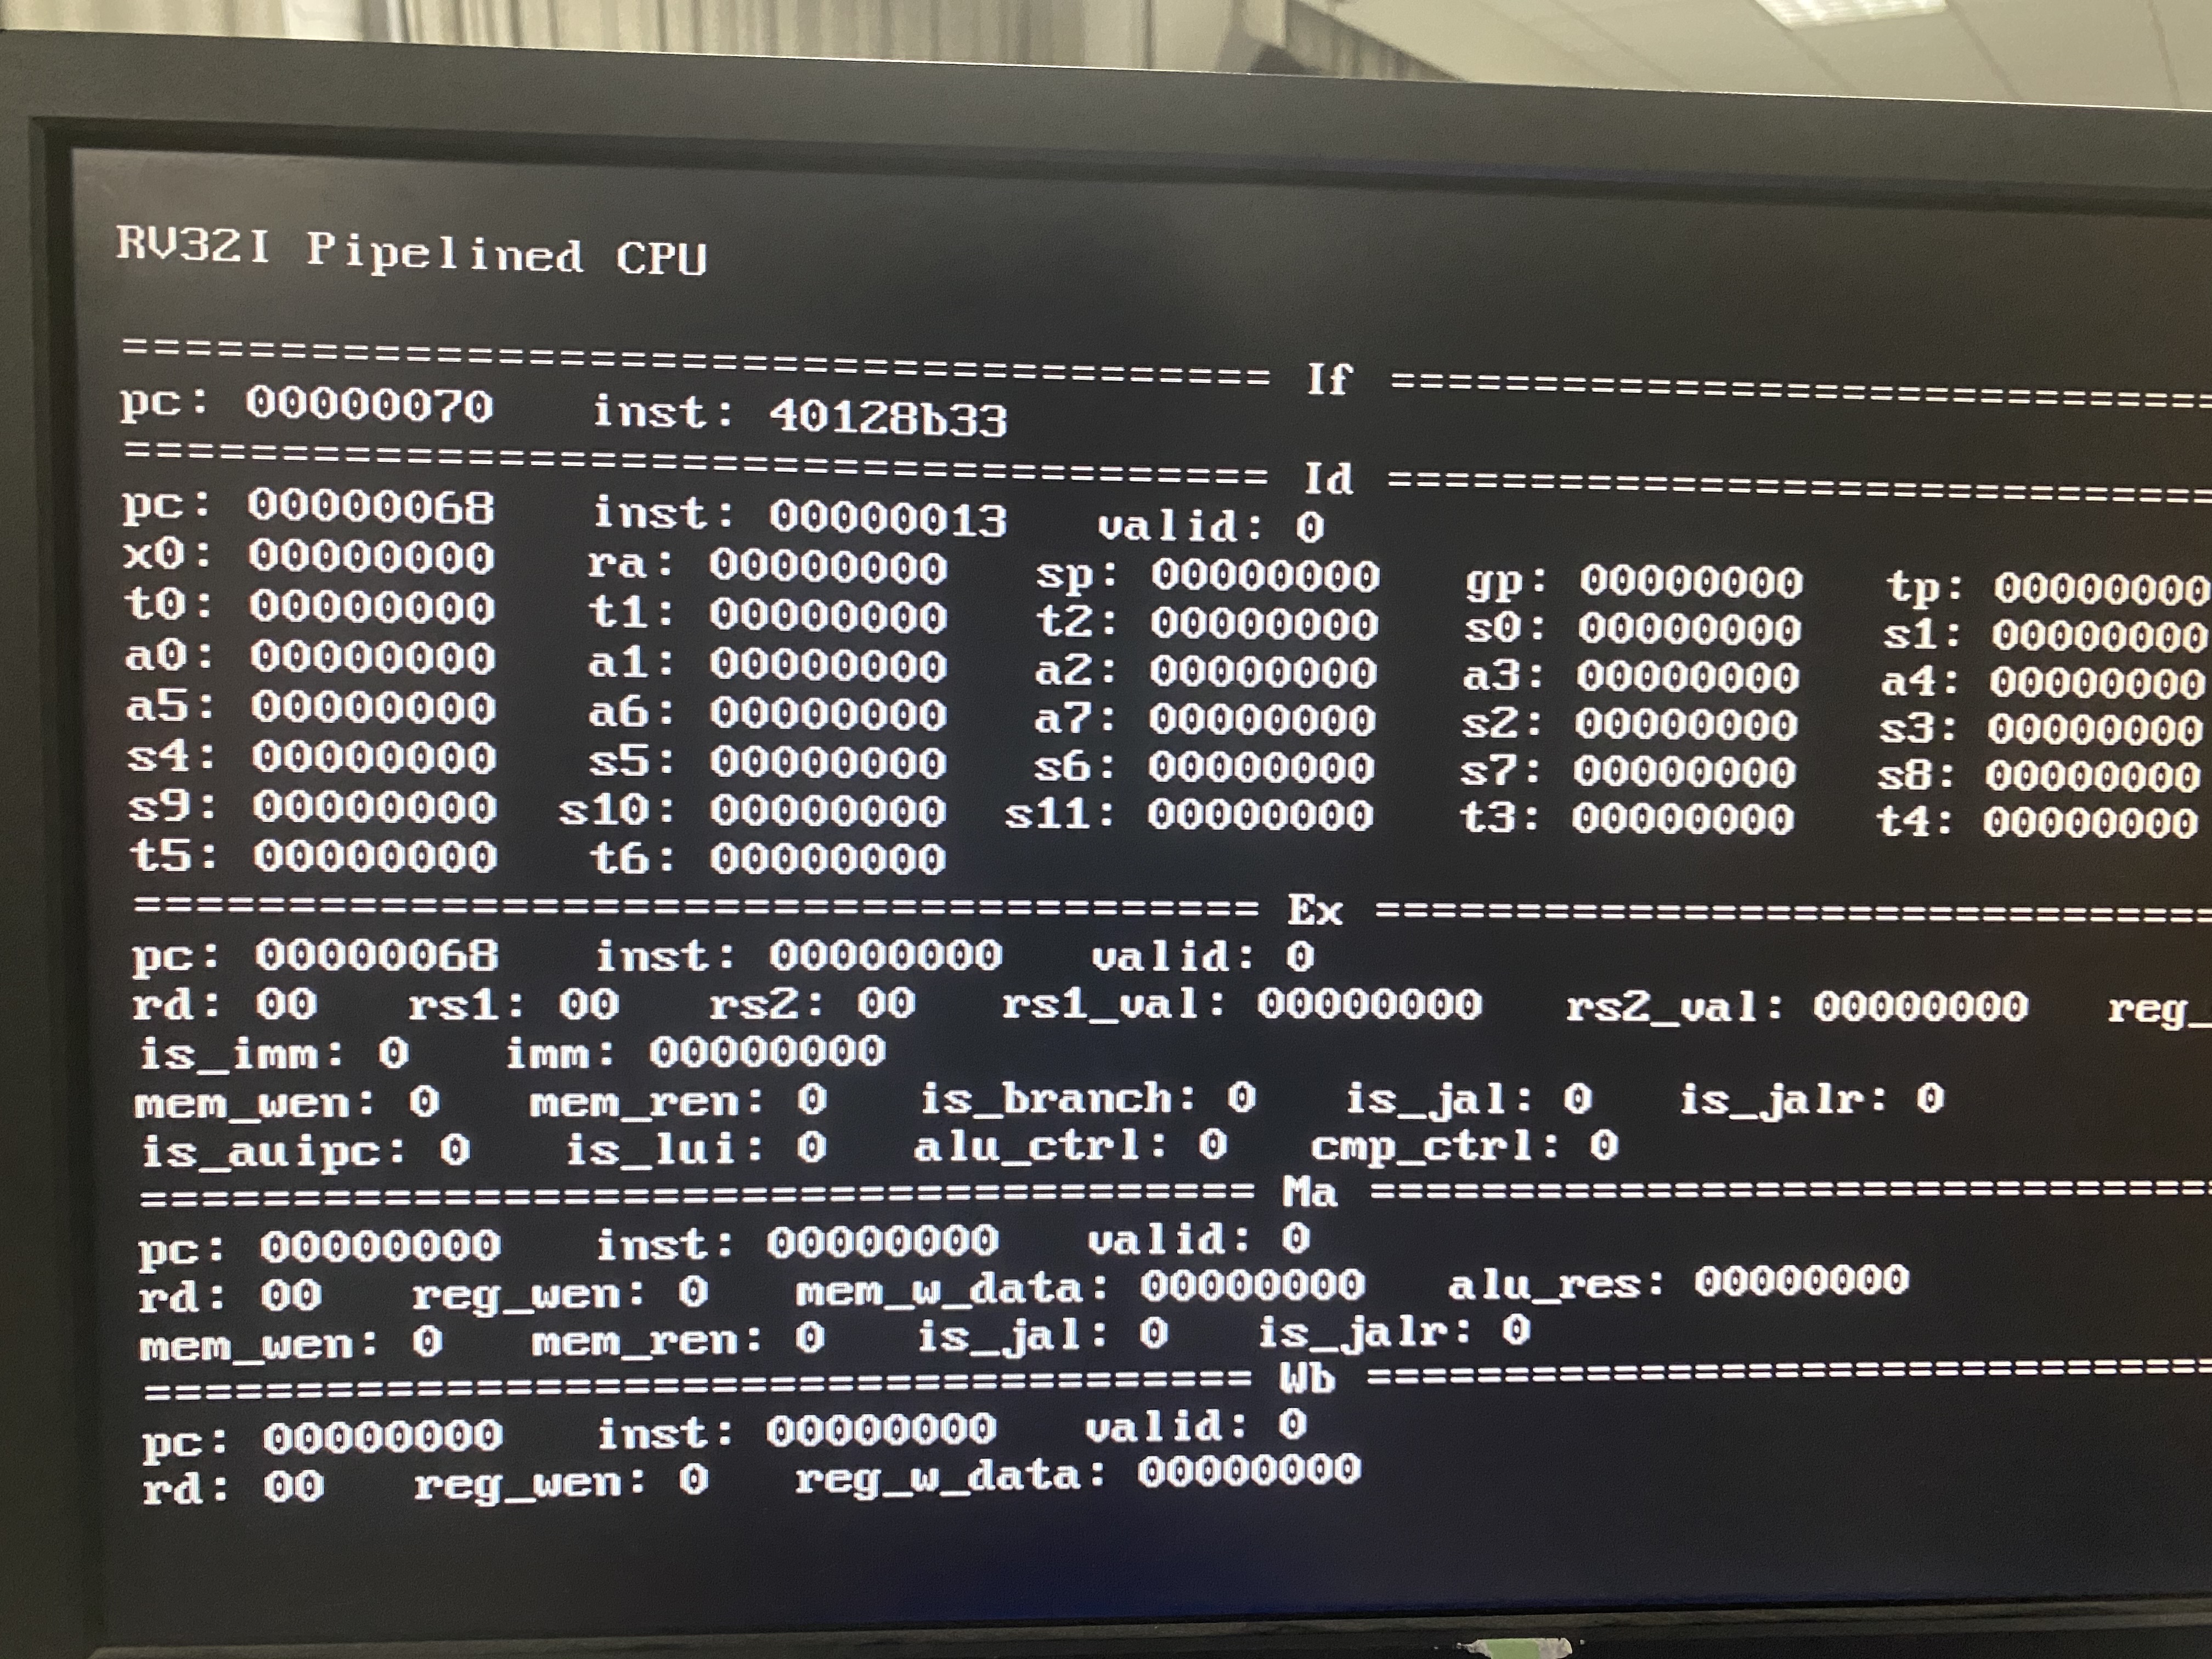 RV32I Pipelined CPU
===================================== If ===========================
pc: 00000070 inst: 40128b33
===================================== Id ===========================
pc: 00000068 inst: 00000013 valid: 0
x0: 00000000 ra: 00000000 sp: 00000000 gp: 00000000 tp: 00000000
t0: 00000000 t1: 00000000 t2: 00000000 s0: 00000000 s1: 00000000
a0: 00000000 a1: 00000000 a2: 00000000 a3: 00000000 a4: 00000000
a5: 00000000 a6: 00000000 a7: 00000000 s2: 00000000 s3: 00000000
s4: 00000000 s5: 00000000 s6: 00000000 s7: 00000000 s8: 00000000
s9: 00000000 s10: 00000000 s11: 00000000 t3: 00000000 t4: 00000000
t5: 00000000 t6: 00000000
===================================== Ex ===========================
pc: 00000068 inst: 00000000 valid: 0
rd: 00 rs1: 00 rs2: 00 rs1_val: 00000000 rs2_val: 00000000 reg_
is_imm: 0 imm: 00000000
mem_wen: 0 mem_ren: 0 is_branch: 0 is_jal: 0 is_jalr: 0
is_auipc: 0 is_lui: 0 alu_ctrl: 0 cmp_ctrl: 0
===================================== Ma ===========================
pc: 00000000 inst: 00000000 valid: 0
rd: 00 reg_wen: 0 mem_w_data: 00000000 alu_res: 00000000
mem_wen: 0 mem_ren: 0 is_jal: 0 is_jalr: 0
===================================== Wb ===========================
pc: 00000000 inst: 00000000 valid: 0
rd: 00 reg_wen: 0 reg_w_data: 00000000